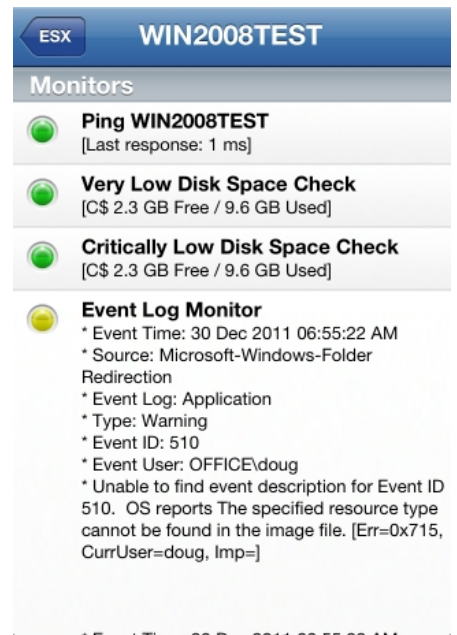 ESX
WIN2008TEST
Monitors
Ping WIN2008TEST
[Last response: 1 ms]
Very Low Disk Space Check
[C$ 2.3 GB Free / 9.6 GB Used]
Critically Low Disk Space Check
[C$ 2.3 GB Free / 9.6 GB Used]
Event Log Monitor
* Event Time: 30 Dec 2011 06:55:22 AM
* Source: Microsoft-Windows-Folder
Redirection
* Event Log: Application
* Type: Warning
* Event ID: 510
* Event User: OFFICE\doug
* Unable to find event description for Event ID
510.  OS reports The specified resource type
cannot be found in the image file. [Err=0x715,
CurrUser=doug, Imp=]